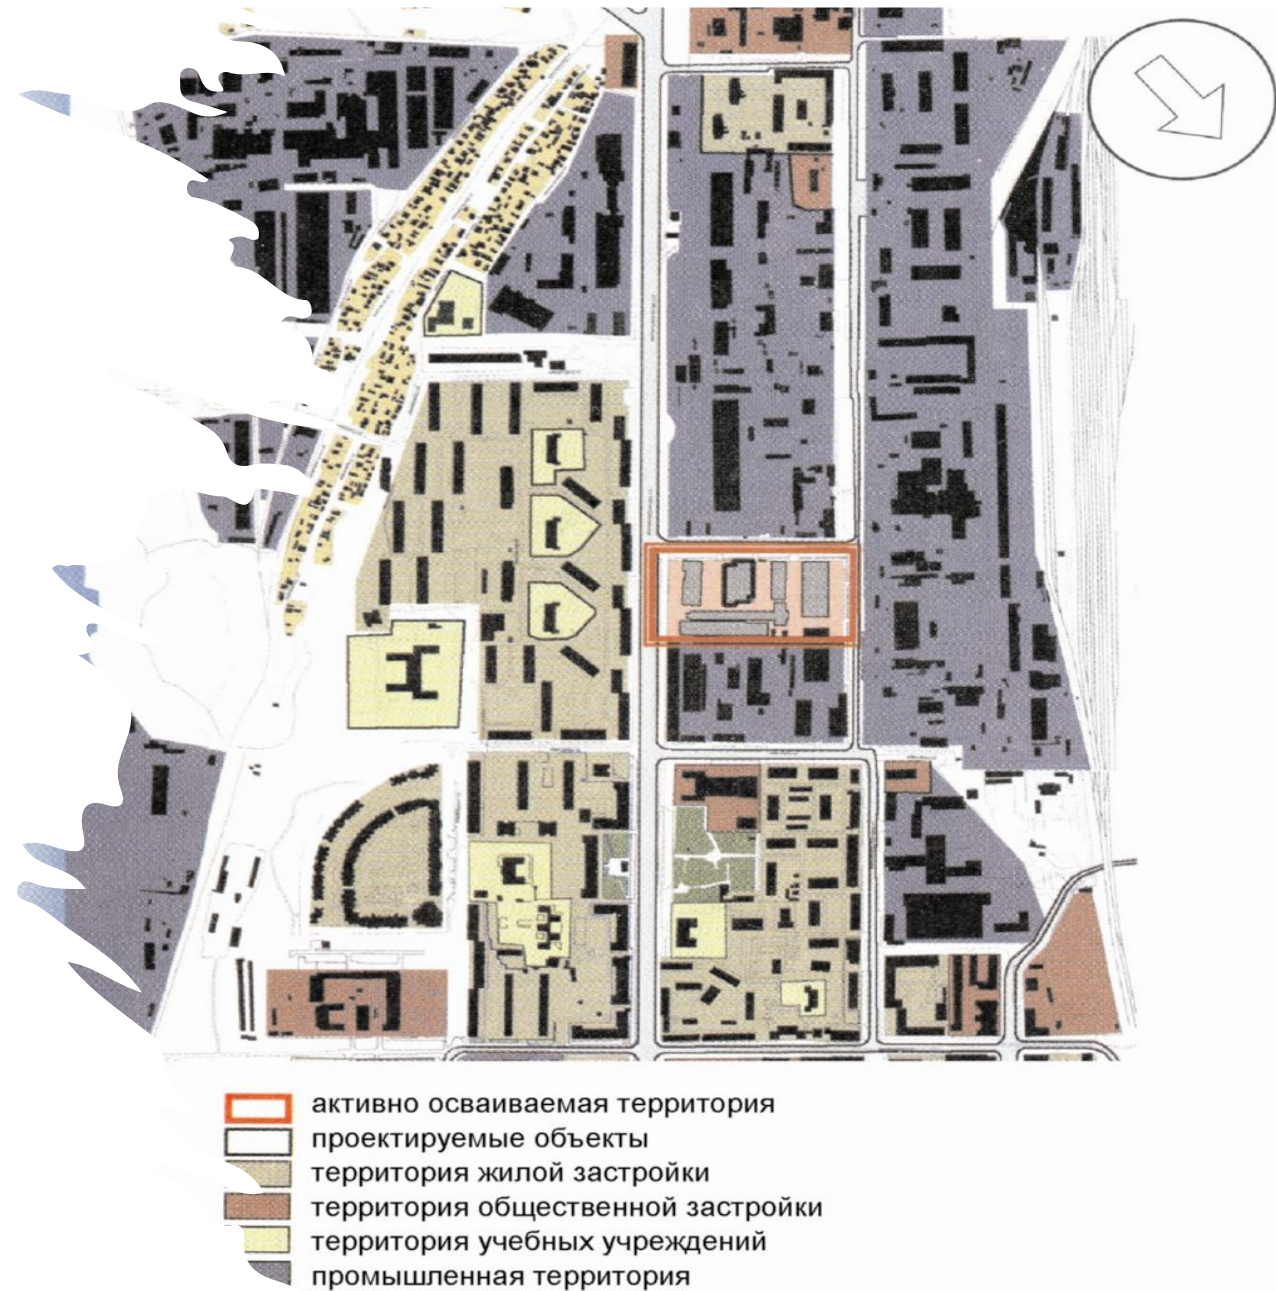 активно осваиваемая территория
проектируемые объекты
территория жилой застройки
территория общественной застройки
территория учебных учреждений
промышленная территория